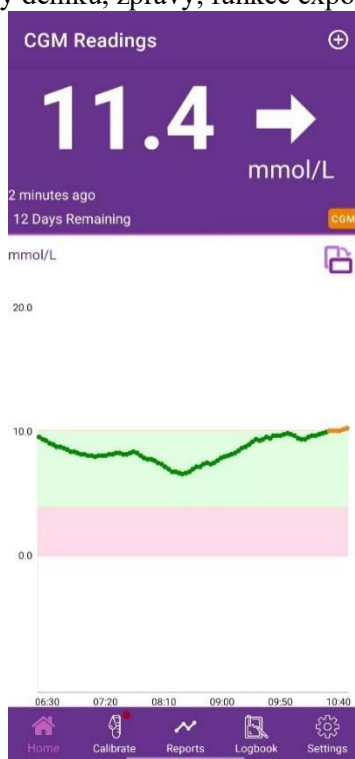 CGM Readings
11.4
mmol/L
2 minutes ago
12 Days Remaining
CGM
mmol/L
20.0
10.0
0.0
06:30 07:20 08:10 09:00 09:50 10:40
Home Calibrate Reports Logbook Settings